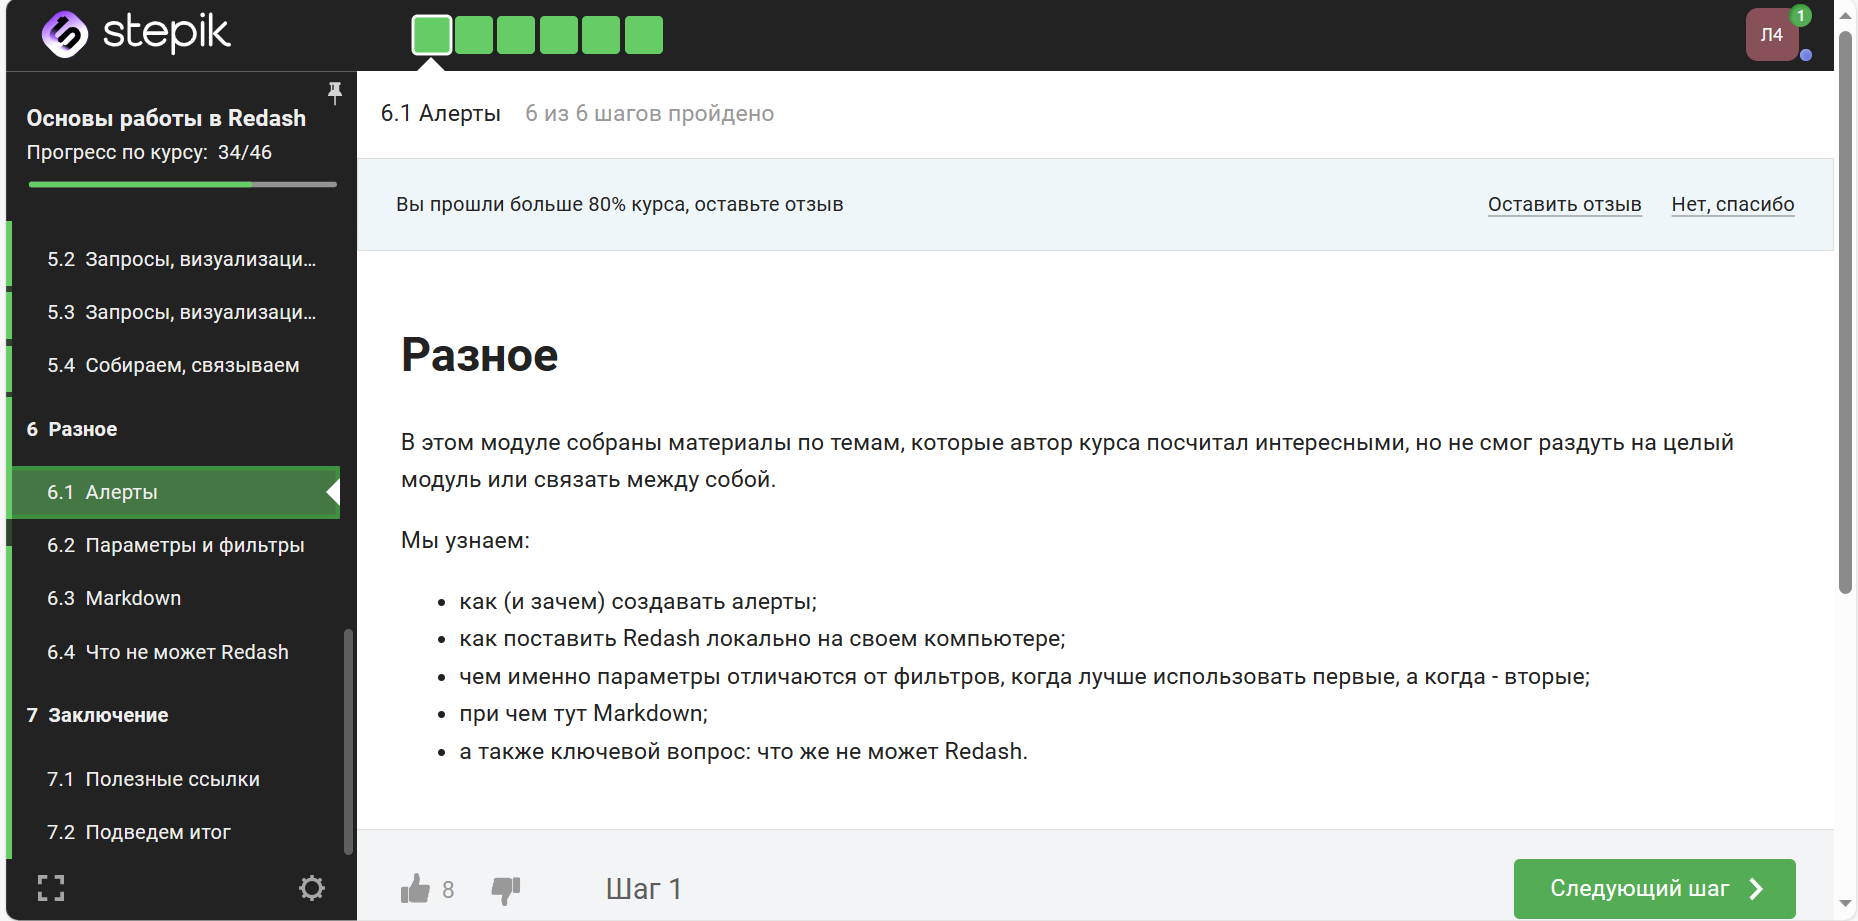 stepik
Л4
1
Основы работы в Redash
Прогресс по курсу: 34/46
5.2 Запросы, визуализаци...
5.3 Запросы, визуализаци...
5.4 Собираем, связываем
6 Разное
6.1 Алерты
6.2 Параметры и фильтры
6.3 Markdown
6.4 Что не может Redash
7 Заключение
7.1 Полезные ссылки
7.2 Подведем итог
6.1 Алерты 6 из 6 шагов пройдено
Вы прошли больше 80% курса, оставьте отзыв Оставить отзыв Нет, спасибо
Разное
В этом модуле собраны материалы по темам, которые автор курса посчитал интересными, но не смог раздуть на целый
модуль или связать между собой.
Мы узнаем:
• как (и зачем) создавать алерты;
• как поставить Redash локально на своем компьютере;
• чем именно параметры отличаются от фильтров, когда лучше использовать первые, а когда - вторые;
• при чем тут Markdown;
• а также ключевой вопрос: что же не может Redash.
8 Шаг 1 Следующий шаг